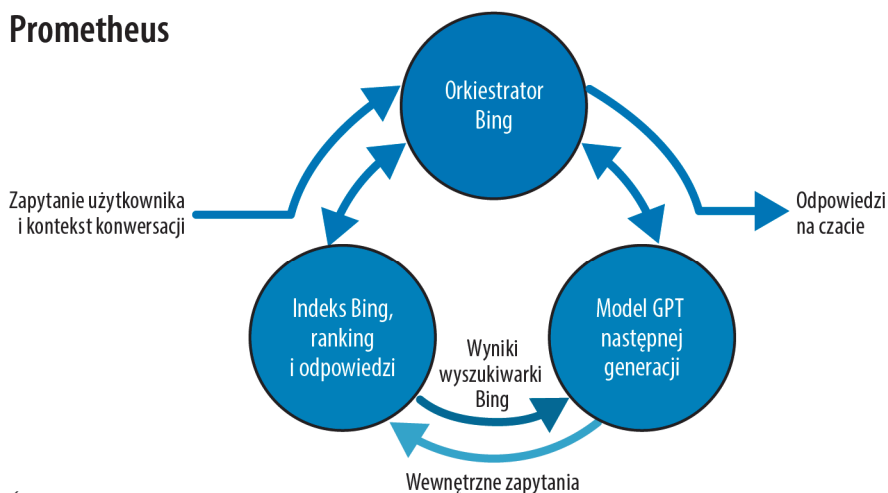 Prometheus
Orkiestrator
Bing
Zapytanie użytkownika
i kontekst konwersacji
Odpowiedzi
na czacie
Indeks Bing,
ranking
i odpowiedzi
Model GPT
następnej
generacji
Wyniki
wyszukiwarki
Bing
Wewnętrzne zapytania